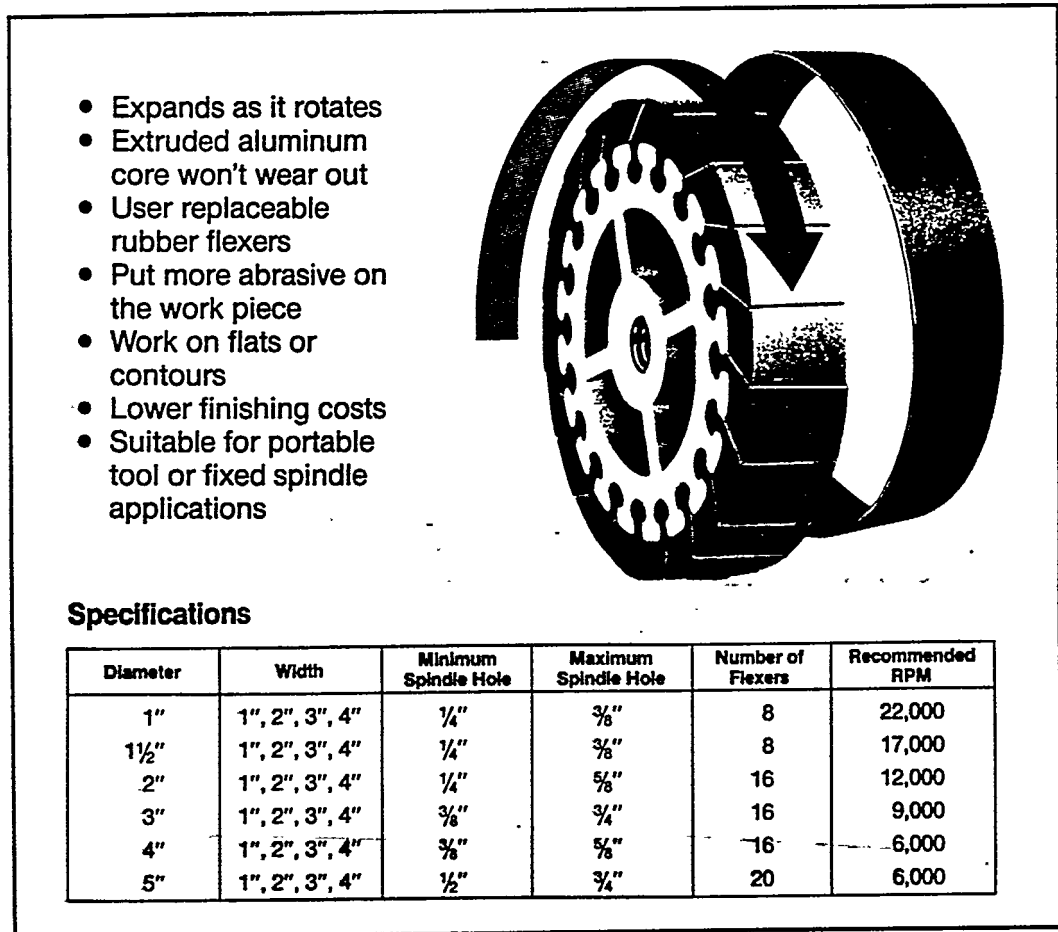 • Expands as it rotates
• Extruded aluminum
core won't wear out
• User replaceable
rubber flexers
• Put more abrasive on
the work piece
• Work on flats or
contours
• Lower finishing costs
• Suitable for portable
tool or fixed spindle
applications
Specifications
Diameter Width Minimum Spindle Hole Maximum Spindle Hole Number of Flexers Recommended RPM
1" 1", 2", 3", 4" ¼" ⅜" 8 22,000
1½" 1", 2", 3", 4" ¼" ⅜" 8 17,000
2" 1", 2", 3", 4" ¼" ⅝" 16 12,000
3" 1", 2", 3", 4" ⅜" ¾" 16 9,000
4" 1", 2", 3", 4" ⅜" ⅝" 16 6,000
5" 1", 2", 3", 4" ½" ¾" 20 6,000